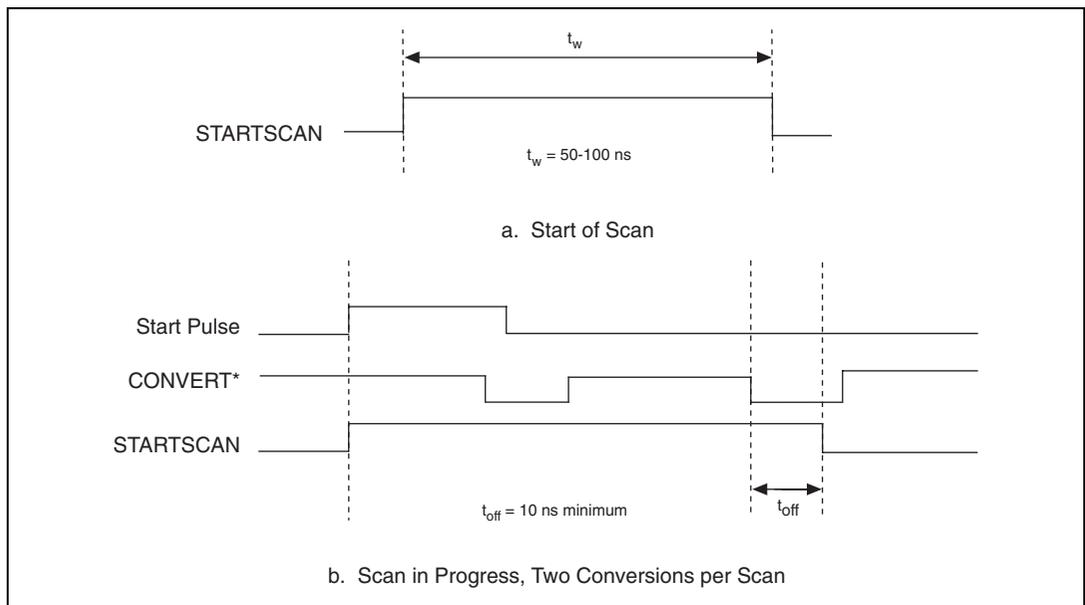 t_w
STARTSCAN
t_w = 50-100 ns
a. Start of Scan
Start Pulse
CONVERT*
STARTSCAN
t_off = 10 ns minimum
t_off
b. Scan in Progress, Two Conversions per Scan